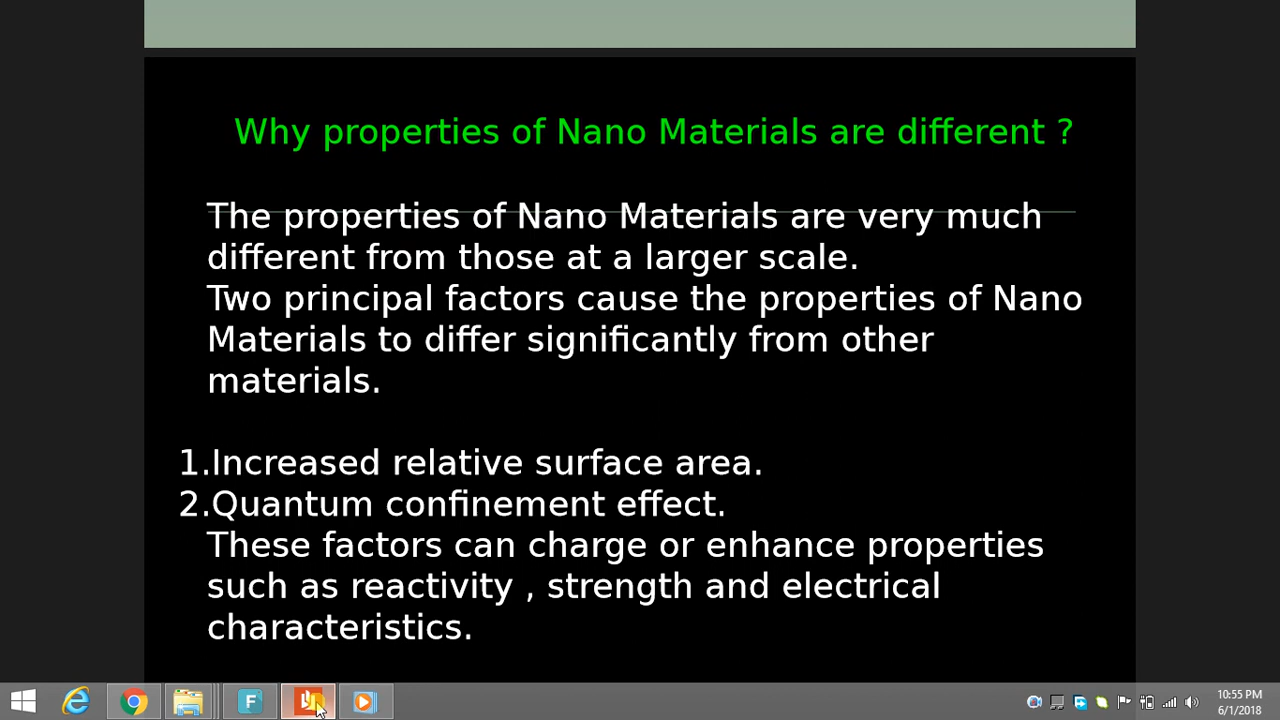 Why properties of Nano Materials are different ?
The properties of Nano Materials are very much
different from those at a larger scale.
Two principal factors cause the properties of Nano
Materials to differ significantly from other
materials.
1.Increased relative surface area.
2.Quantum confinement effect.
These factors can charge or enhance properties
such as reactivity , strength and electrical
characteristics.
F
10:55 PM
6/1/2018